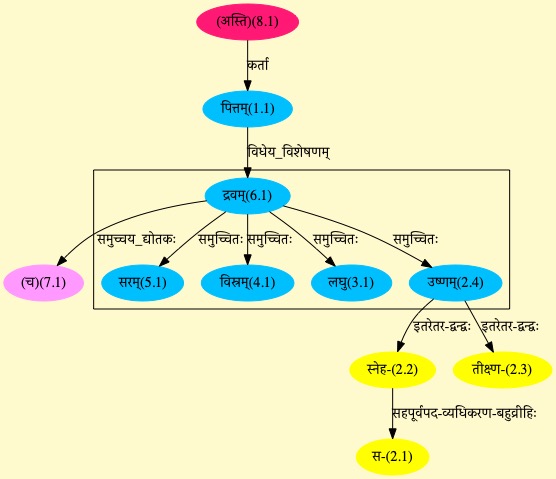 (अस्ति)(8.1)
कर्ता
पित्तम्(1.1)
विधेय_विशेषणम्
द्रवम्(6.1)
समुच्चय_द्योतकः समुच्चितः समुच्चितः समुच्चितः समुच्चितः
(च)(7.1) सरम्(5.1) विस्रम्(4.1) लघु(3.1) उष्णम्(2.4)
इतरेतर-द्वन्द्वः इतरेतर-द्वन्द्वः
स्नेह-(2.2) तीक्ष्ण-(2.3)
सहपूर्वपद-व्यधिकरण-बहुव्रीहिः
स-(2.1)